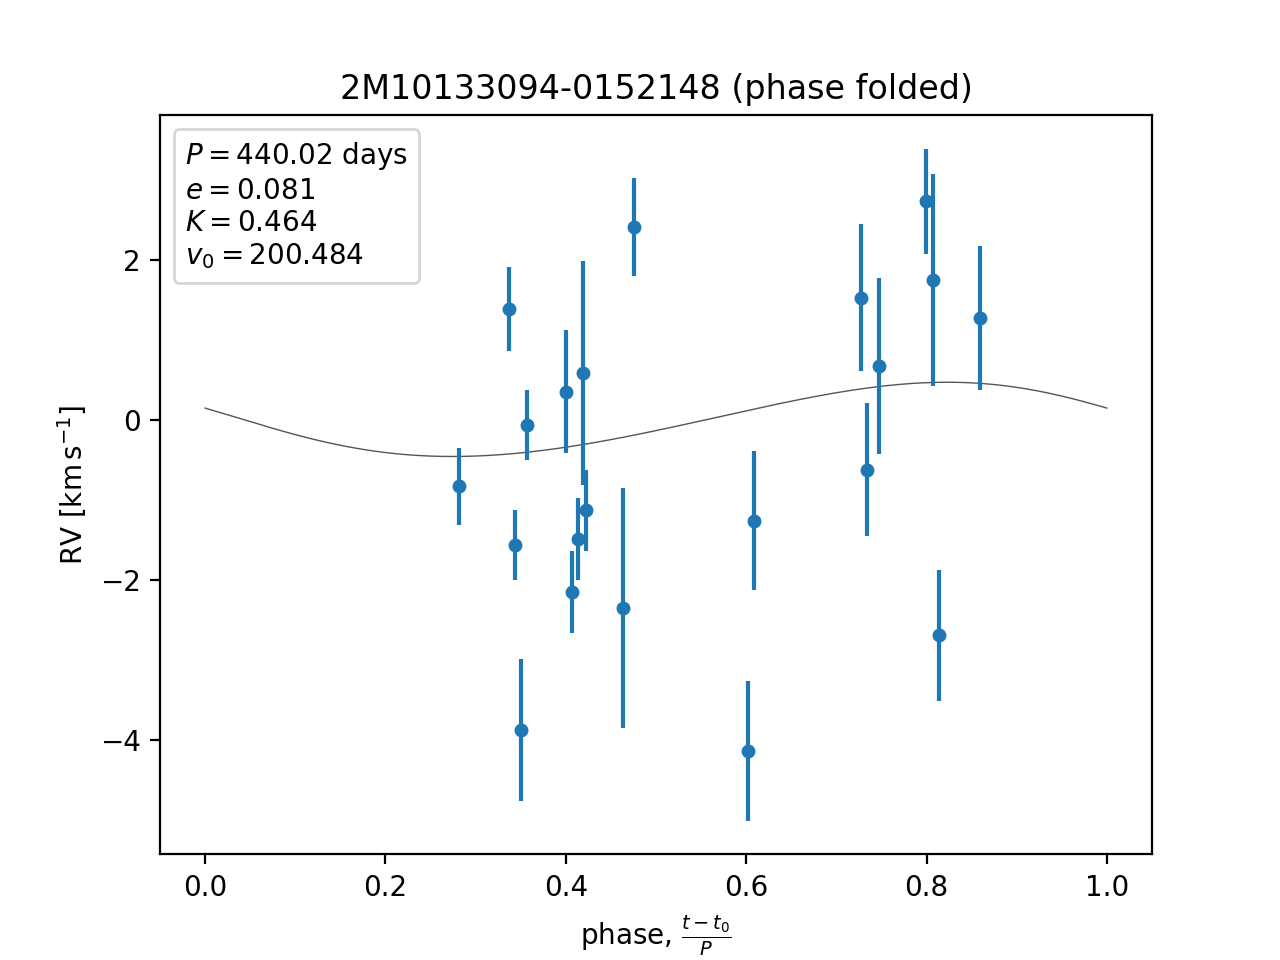 2M10133094-0152148 (phase folded)
P = 440.02 days
e = 0.081
K = 0.464
v₀ = 200.484
2
0
−2
−4
RV [km s⁻¹]
0.0 0.2 0.4 0.6 0.8 1.0
phase, (t − t₀)/P